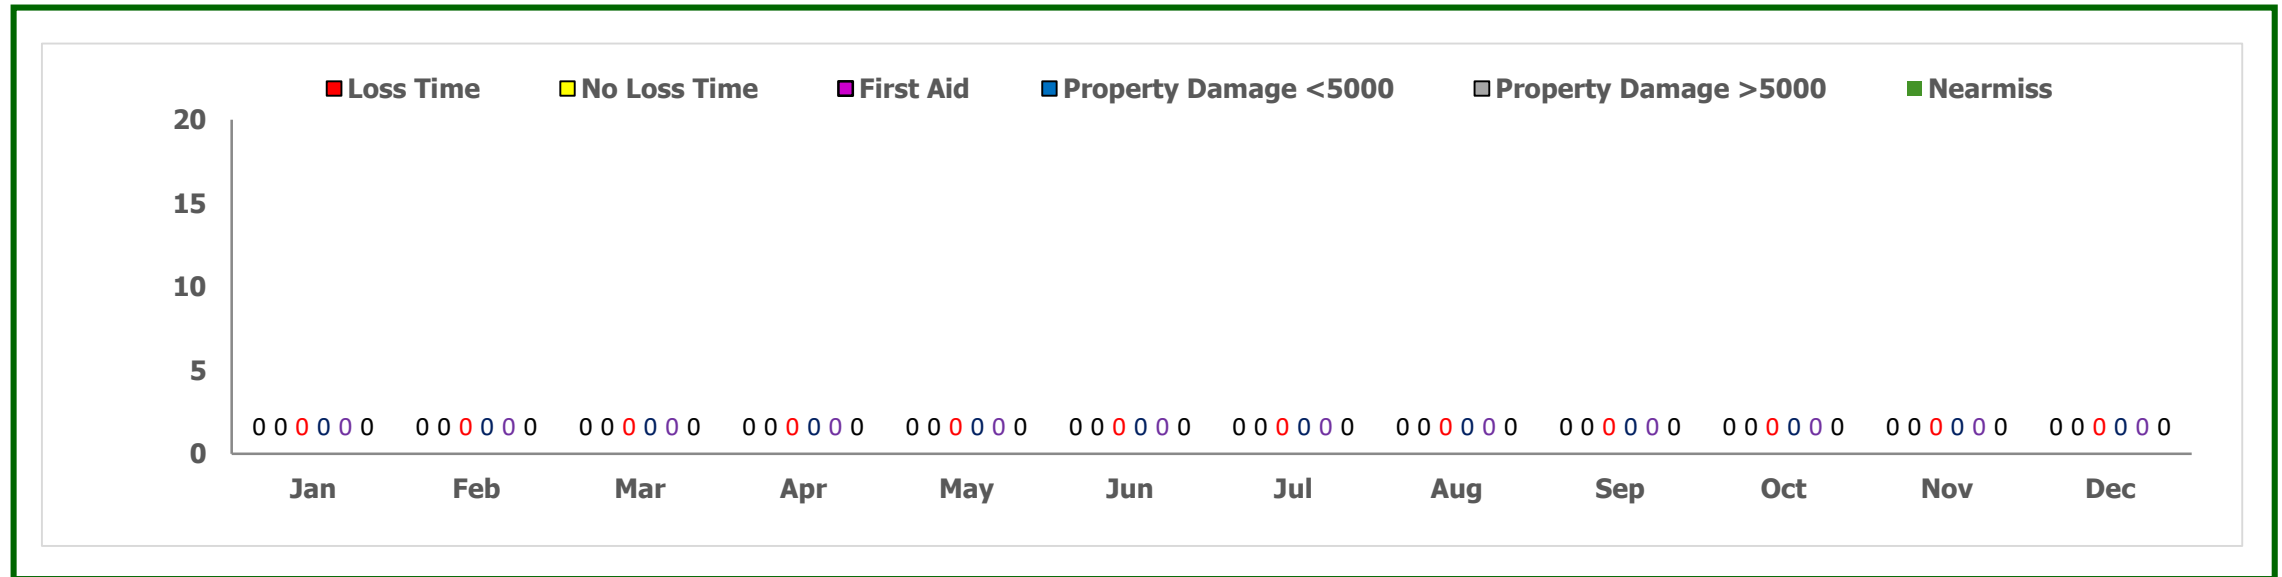 Loss Time No Loss Time First Aid Property Damage <5000 Property Damage >5000 Nearmiss
20
15
10
5
0 0 0 0 0 0 0 0 0 0 0 0 0 0 0 0 0 0 0 0 0 0 0 0 0 0 0 0 0 0 0 0 0 0 0 0 0 0 0 0 0 0 0 0 0 0 0 0 0 0 0 0 0 0 0 0 0 0 0 0 0 0 0 0 0 0 0 0 0 0 0 0
0
Jan Feb Mar Apr May Jun Jul Aug Sep Oct Nov Dec